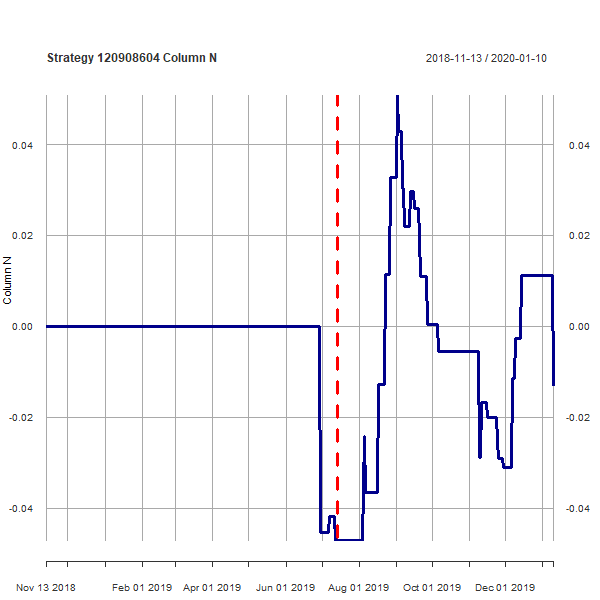 Strategy 120908604 Column N
2018-11-13 / 2020-01-10
0.04
0.04
0.02
0.02
Column N
0.00
0.00
-0.02
-0.02
-0.04
-0.04
Nov 13 2018
Feb 01 2019
Apr 01 2019
Jun 01 2019
Aug 01 2019
Oct 01 2019
Dec 01 2019